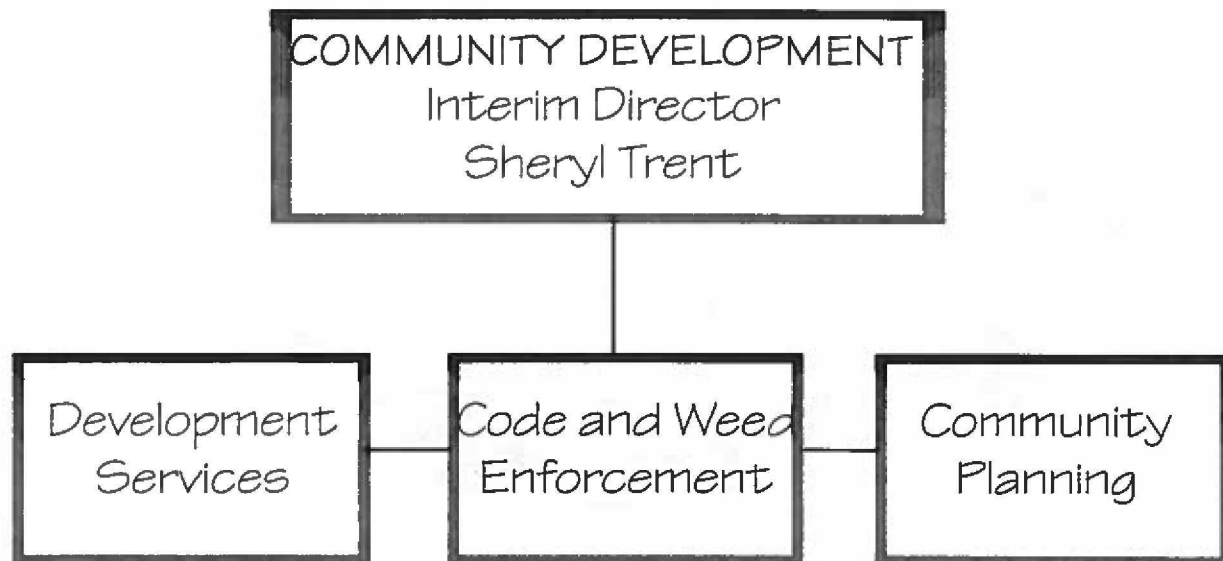 COMMUNITY DEVELOPMENT
Interim Director
Sheryl Trent
Development
Services
Code and Weed
Enforcement
Community
Planning